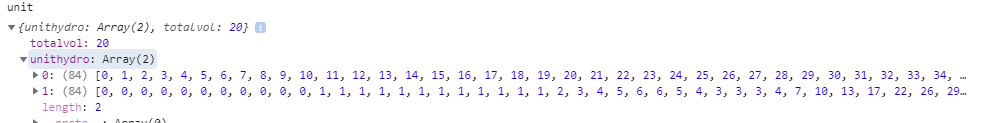 unit
{unithydro: Array(2), totalvol: 20} i
totalvol: 20
unithydro: Array(2)
0: (84) [0, 1, 2, 3, 4, 5, 6, 7, 8, 9, 10, 11, 12, 13, 14, 15, 16, 17, 18, 19, 20, 21, 22, 23, 24, 25, 26, 27, 28, 29, 30, 31, 32, 33, 34, …
1: (84) [0, 0, 0, 0, 0, 0, 0, 0, 0, 0, 0, 1, 1, 1, 1, 1, 1, 1, 1, 1, 1, 1, 1, 2, 3, 4, 5, 6, 6, 5, 4, 3, 3, 3, 4, 7, 10, 13, 17, 22, 26, 29…
length: 2
Array(0)